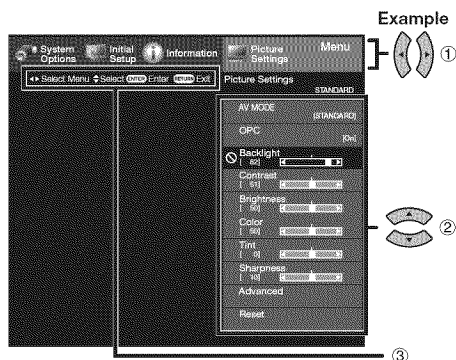 Example
System Options
Initial Setup
Information
Picture Settings
Menu
①
◄► Select Menu ♦Select ENTER Enter RETURN Exit
Picture Settings
STANDARD
AV MODE
[STANDARD]
OPC
[On]
Backlight
[ 82]
Contrast
[ 51]
Brightness
[ 50]
Color
[ 50]
②
Tint
[ 0]
Sharpness
[ 10]
Advanced
Reset
③